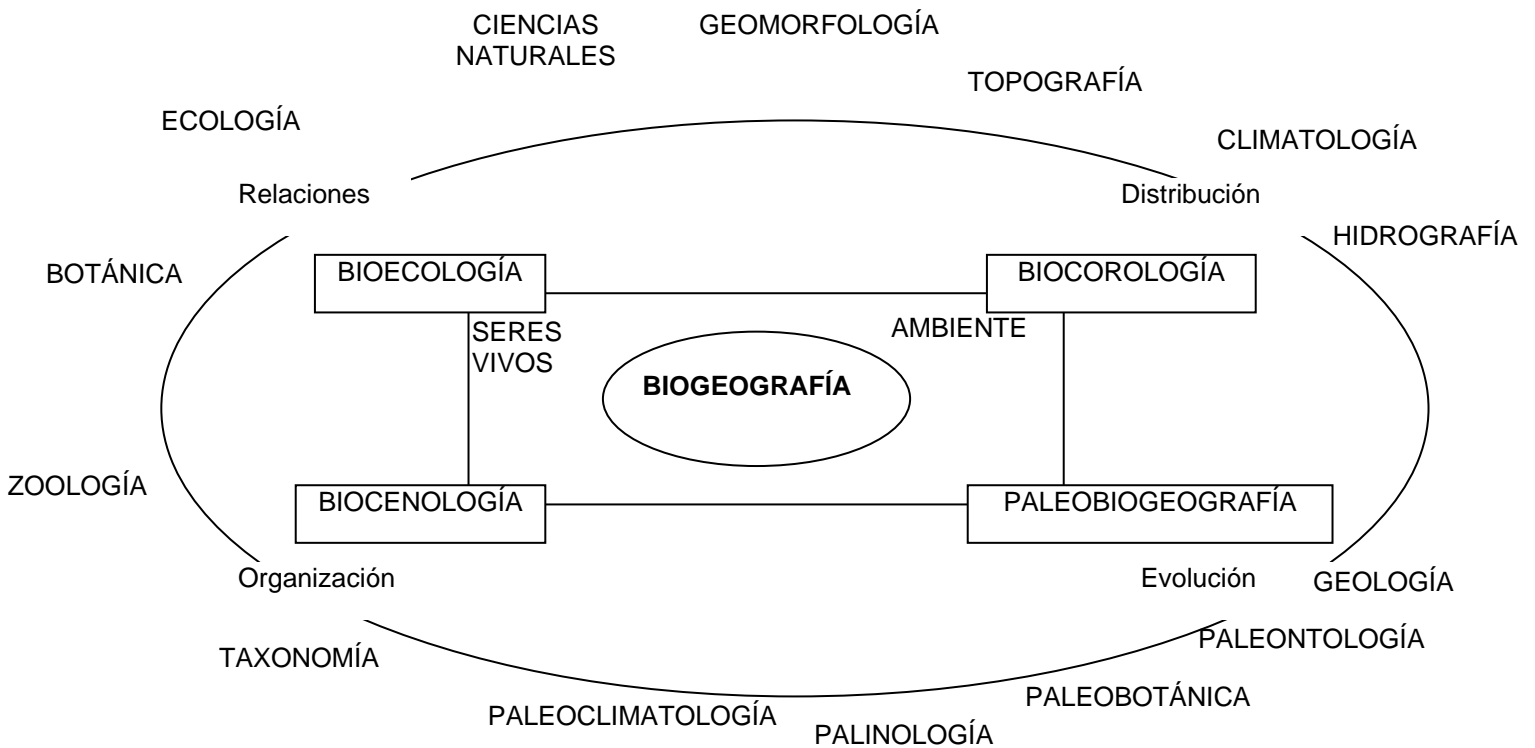 CIENCIAS
NATURALES
GEOMORFOLOGÍA
TOPOGRAFÍA
ECOLOGÍA
CLIMATOLOGÍA
Relaciones
Distribución
HIDROGRAFÍA
BOTÁNICA
BIOECOLOGÍA
BIOCOROLOGÍA
SERES
VIVOS
AMBIENTE
BIOGEOGRAFÍA
ZOOLOGÍA
BIOCENOLOGÍA
PALEOBIOGEOGRAFÍA
Organización
Evolución
GEOLOGÍA
TAXONOMÍA
PALEONTOLOGÍA
PALEOBOTÁNICA
PALEOCLIMATOLOGÍA
PALINOLOGÍA